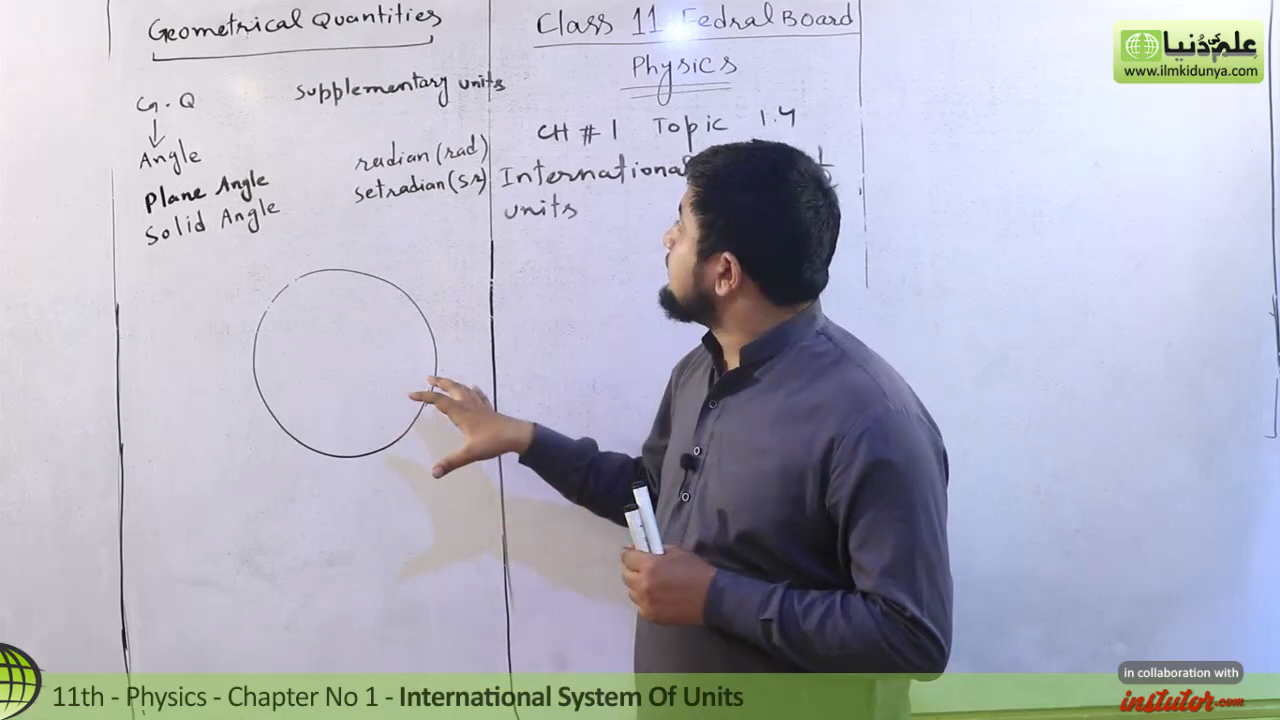 Geometrical Quantities
G.Q
supplementary units
Angle
radian (rad)
Plane Angle
setradian (Sr)
Solid Angle
Class 11 Fedral Board
Physics
CH # 1 Topic 1.4
International
units
علم کی دنیا
www.ilmkidunya.com
11th - Physics - Chapter No 1 - International System Of Units
in collaboration with
instutor.com